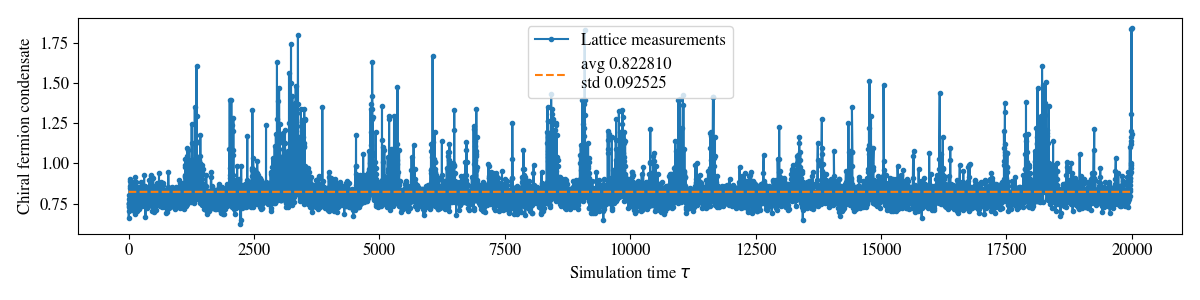 Chiral fermion condensate
1.75
1.50
1.25
1.00
0.75
Lattice measurements
avg 0.822810
std 0.092525
0 2500 5000 7500 10000 12500 15000 17500 20000
Simulation time τ